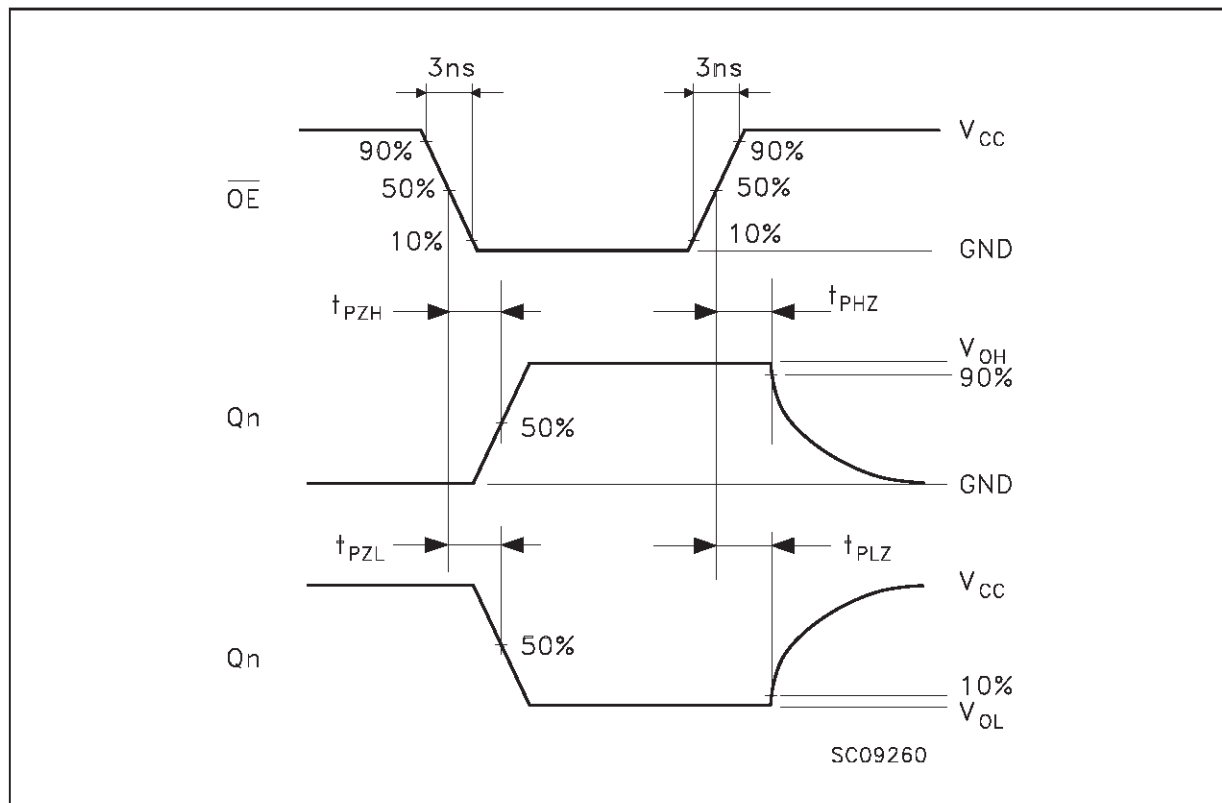 3ns 3ns
V_CC
90% 90%
O̅E̅ 50% 50%
10% 10%
GND
t_PZH t_PHZ
V_OH
90%
Qn 50%
GND
t_PZL t_PLZ
V_CC
Qn 50%
10%
V_OL
SC09260